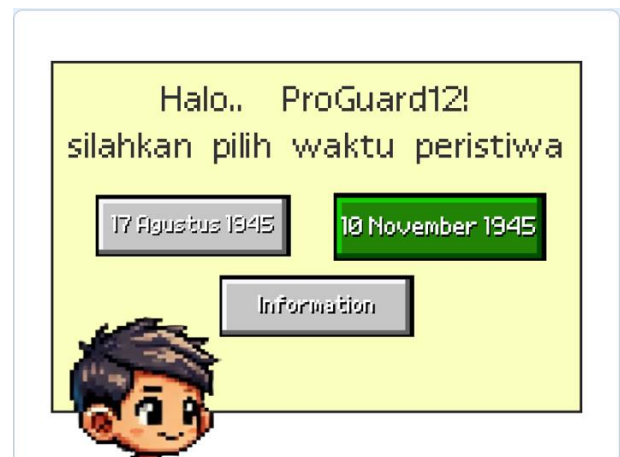 Halo.. ProGuard12!
silahkan pilih waktu peristiwa
17 Agustus 1945
10 November 1945
Information